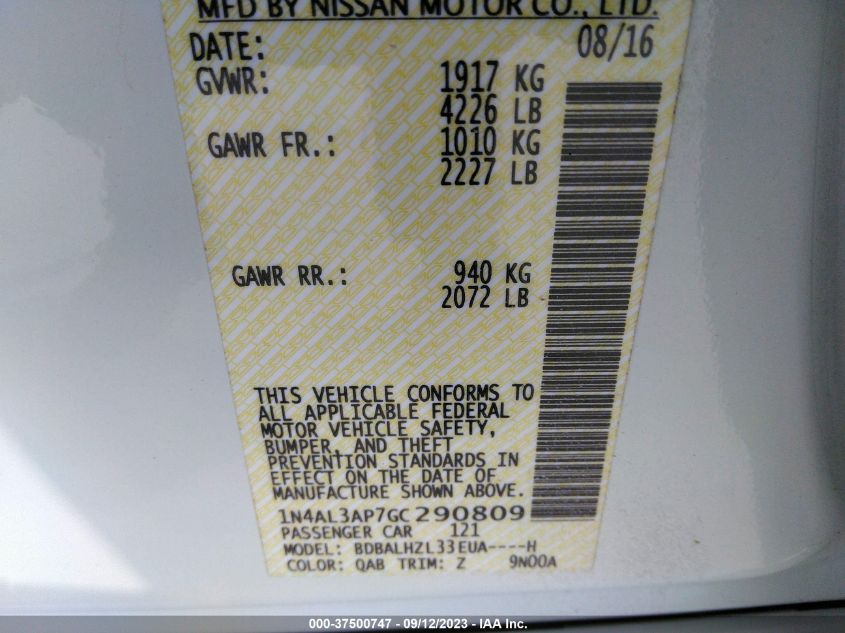 MFD BY NISSAN MOTOR CO., LTD.
DATE: 08/16
GVWR: 1917 KG
4226 LB
GAWR FR.: 1010 KG
2227 LB
GAWR RR.: 940 KG
2072 LB
THIS VEHICLE CONFORMS TO
ALL APPLICABLE FEDERAL
MOTOR VEHICLE SAFETY,
BUMPER, AND THEFT
PREVENTION STANDARDS IN
EFFECT ON THE DATE OF
MANUFACTURE SHOWN ABOVE.
1N4AL3AP7GC290809
PASSENGER CAR 121
MODEL: BDBALHZL33EUA----H
COLOR: QAB TRIM: Z 9N00A
000-37500747 - 09/12/2023 - IAA Inc.